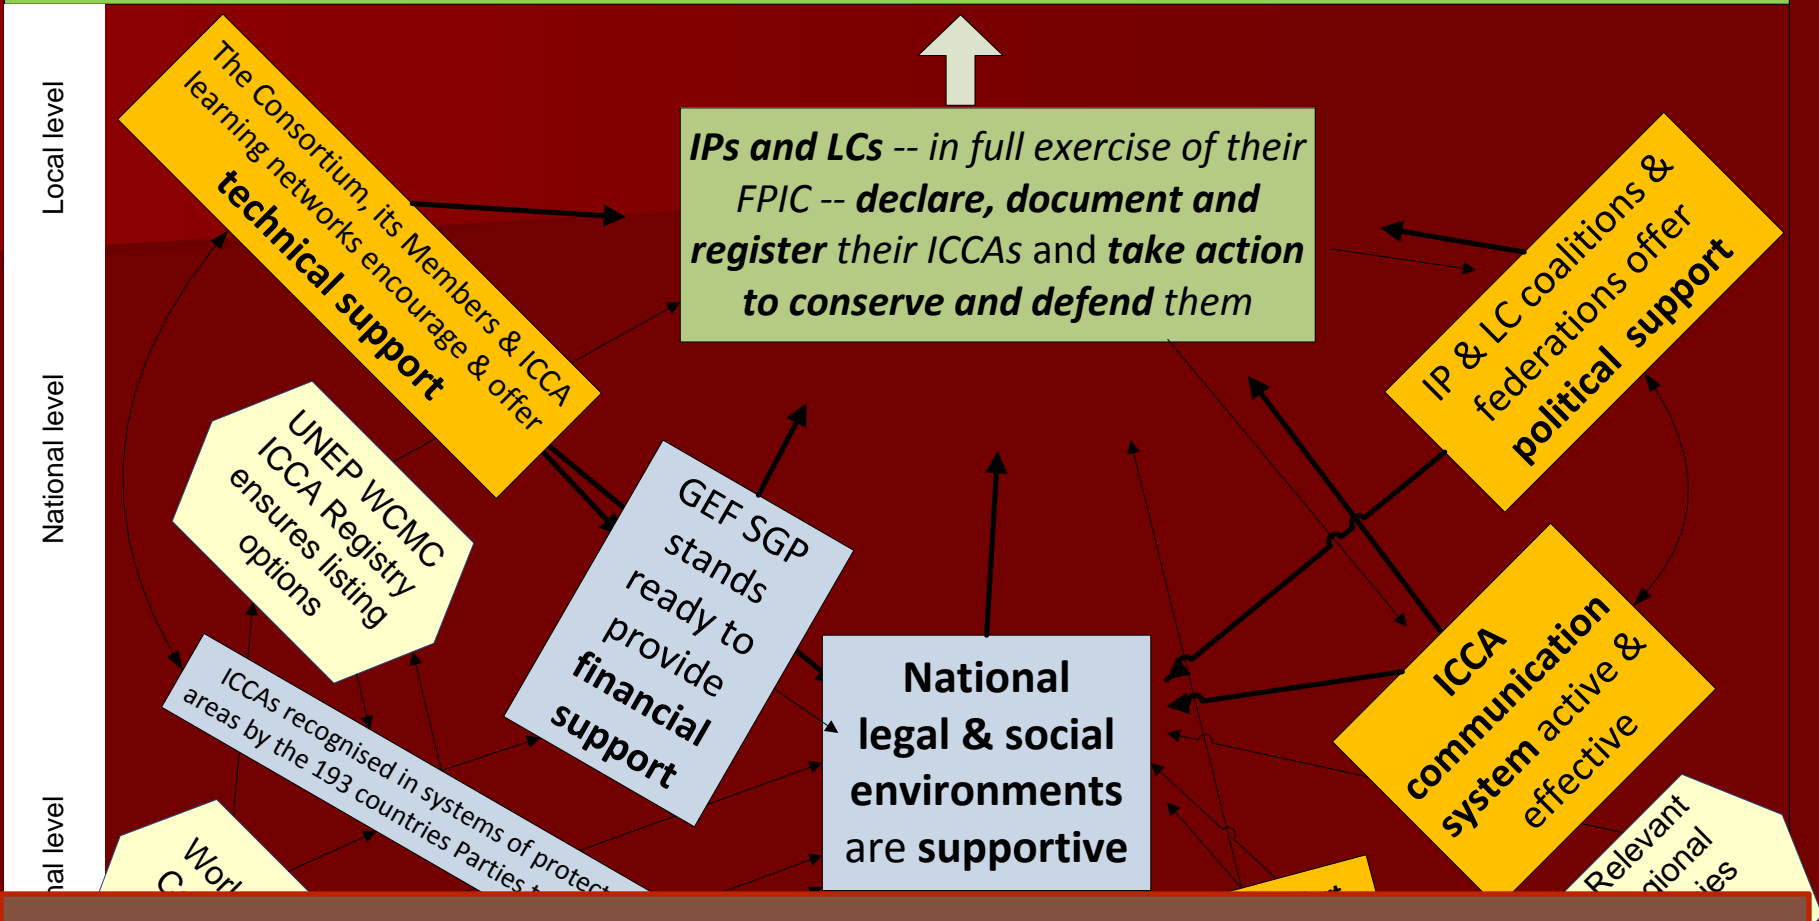 Local level
National level
nal level
The Consortium, its Members & ICCA
learning networks encourage & offer
technical support
IPs and LCs -- in full exercise of their
FPIC -- declare, document and
register their ICCAs and take action
to conserve and defend them
IP & LC coalitions &
federations offer
political support
UNEP WCMC
ICCA Registry
ensures listing
options
GEF SGP
stands
ready to
provide
financial
support
National
legal & social
environments
are supportive
ICCA
communication
system active &
effective
ICCAs recognised in systems of protect
areas by the 193 countries Parties t
Relevant
gional
ies